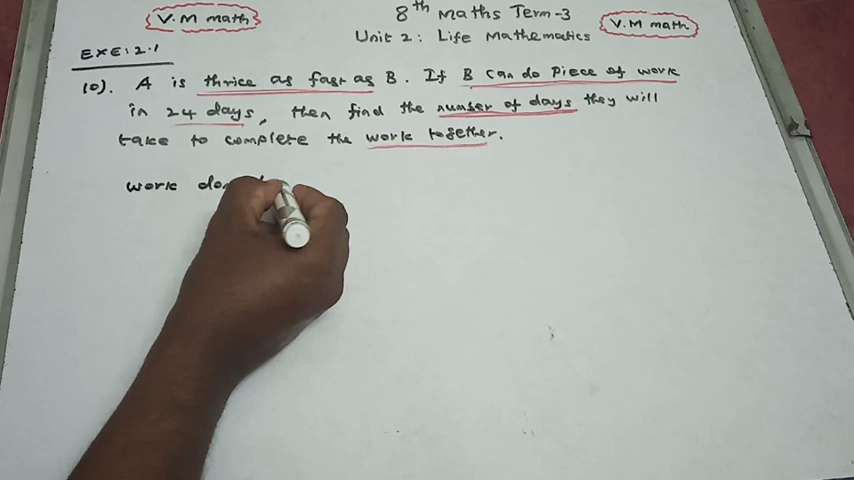 V.M math
8th Maths Term-3
V.M math
Unit 2: Life Mathematics
EXE:2.1
10). A is thrice as fast as B. If B can do piece of work
in 24 days, then find the number of days they will
take to complete the work together.
work